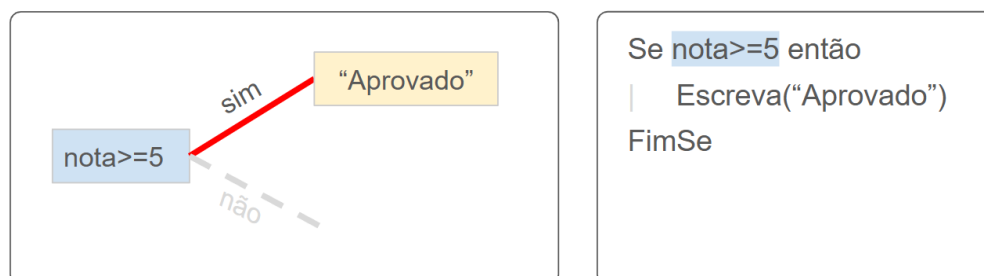 “Aprovado”
sim
nota>=5
não
Se nota>=5 então
Escreva(“Aprovado”)
FimSe